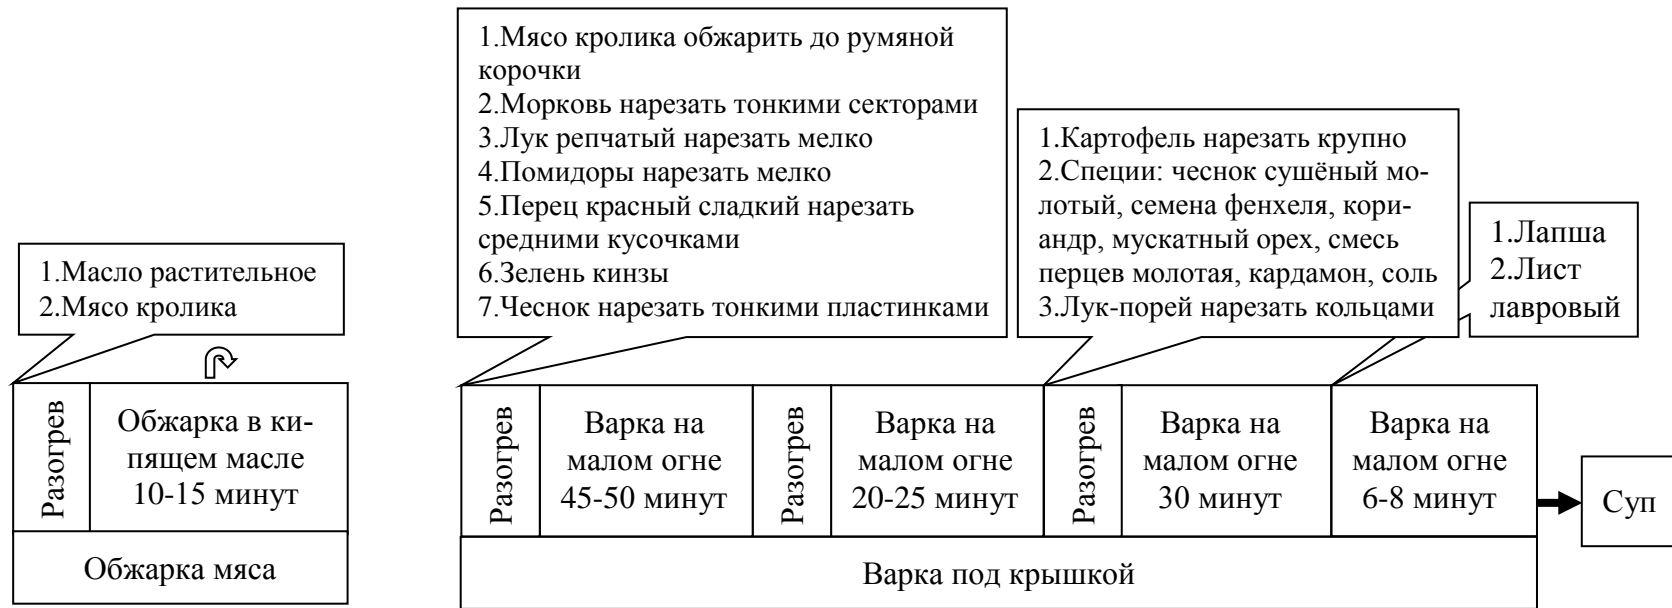 1.Масло растительное
2.Мясо кролика
Разогрев
Обжарка в ки-
пящем масле
10-15 минут
Обжарка мяса
1.Мясо кролика обжарить до румяной
корочки
2.Морковь нарезать тонкими секторами
3.Лук репчатый нарезать мелко
4.Помидоры нарезать мелко
5.Перец красный сладкий нарезать
средними кусочками
6.Зелень кинзы
7.Чеснок нарезать тонкими пластинками
1.Картофель нарезать крупно
2.Специи: чеснок сушёный мо-
лотый, семена фенхеля, кори-
андр, мускатный орех, смесь
перцев молотая, кардамон, соль
3.Лук-порей нарезать кольцами
1.Лапша
2.Лист
лавровый
Разогрев
Варка на
малом огне
45-50 минут
Разогрев
Варка на
малом огне
20-25 минут
Разогрев
Варка на
малом огне
30 минут
Варка на
малом огне
6-8 минут
Варка под крышкой
Суп